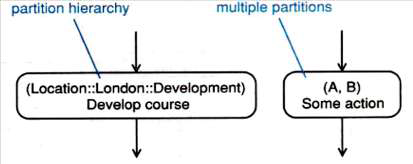 partition hierarchy
multiple partitions
(Location::London::Development)
Develop course
(A, B)
Some action